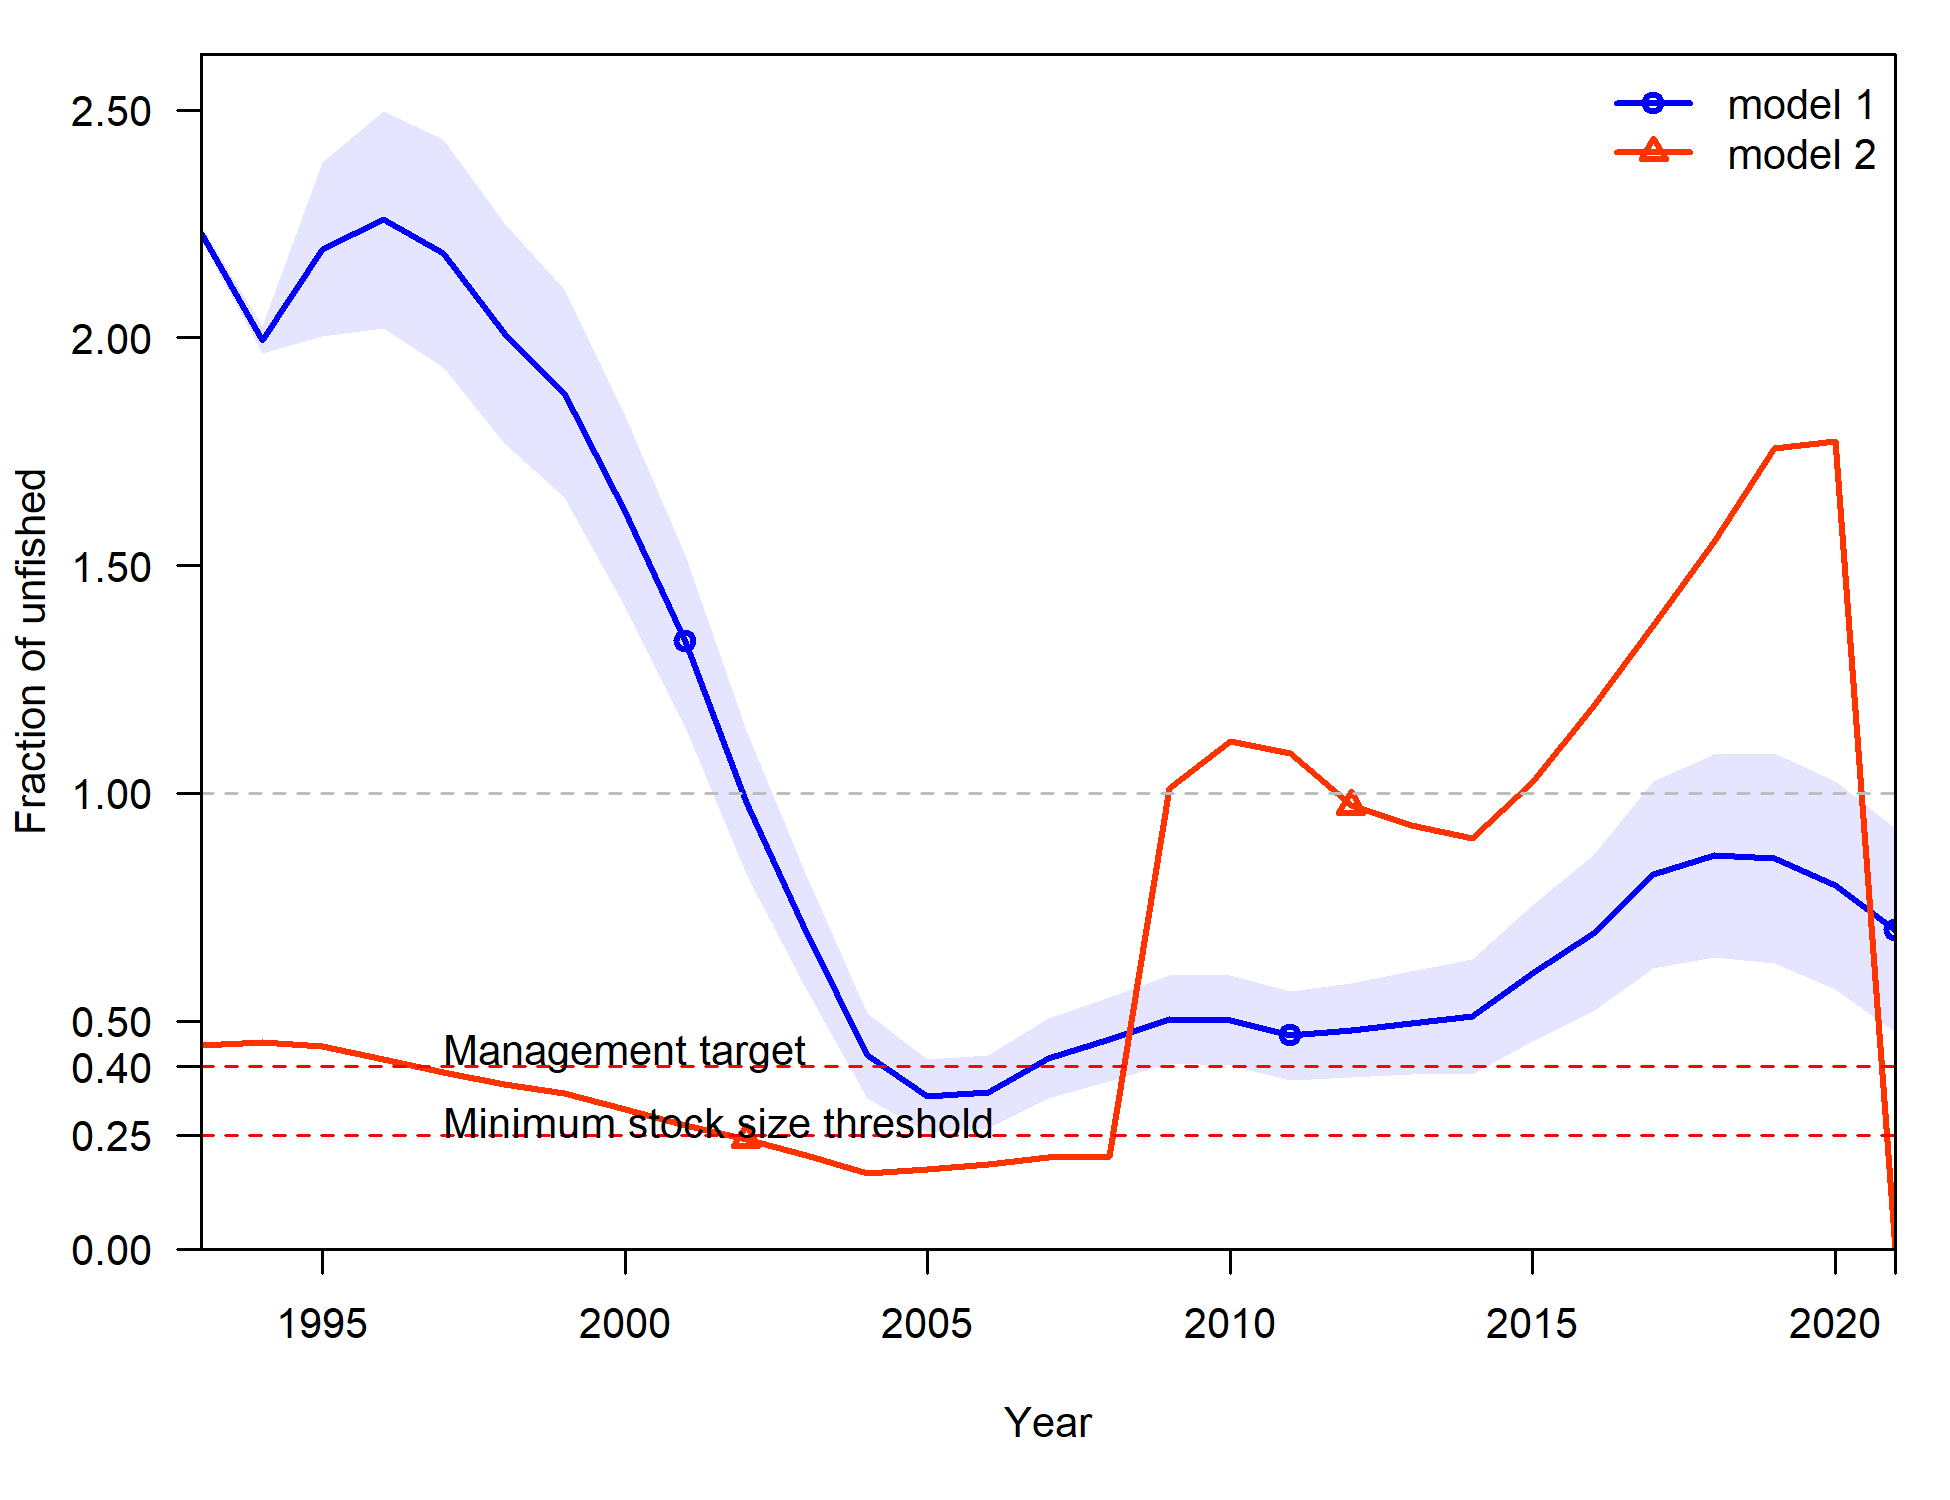 model 1
model 2
2.50
2.00
1.50
1.00
0.50
0.40
0.25
0.00
Fraction of unfished
Management target
Minimum stock size threshold
1995
2000
2005
2010
2015
2020
Year